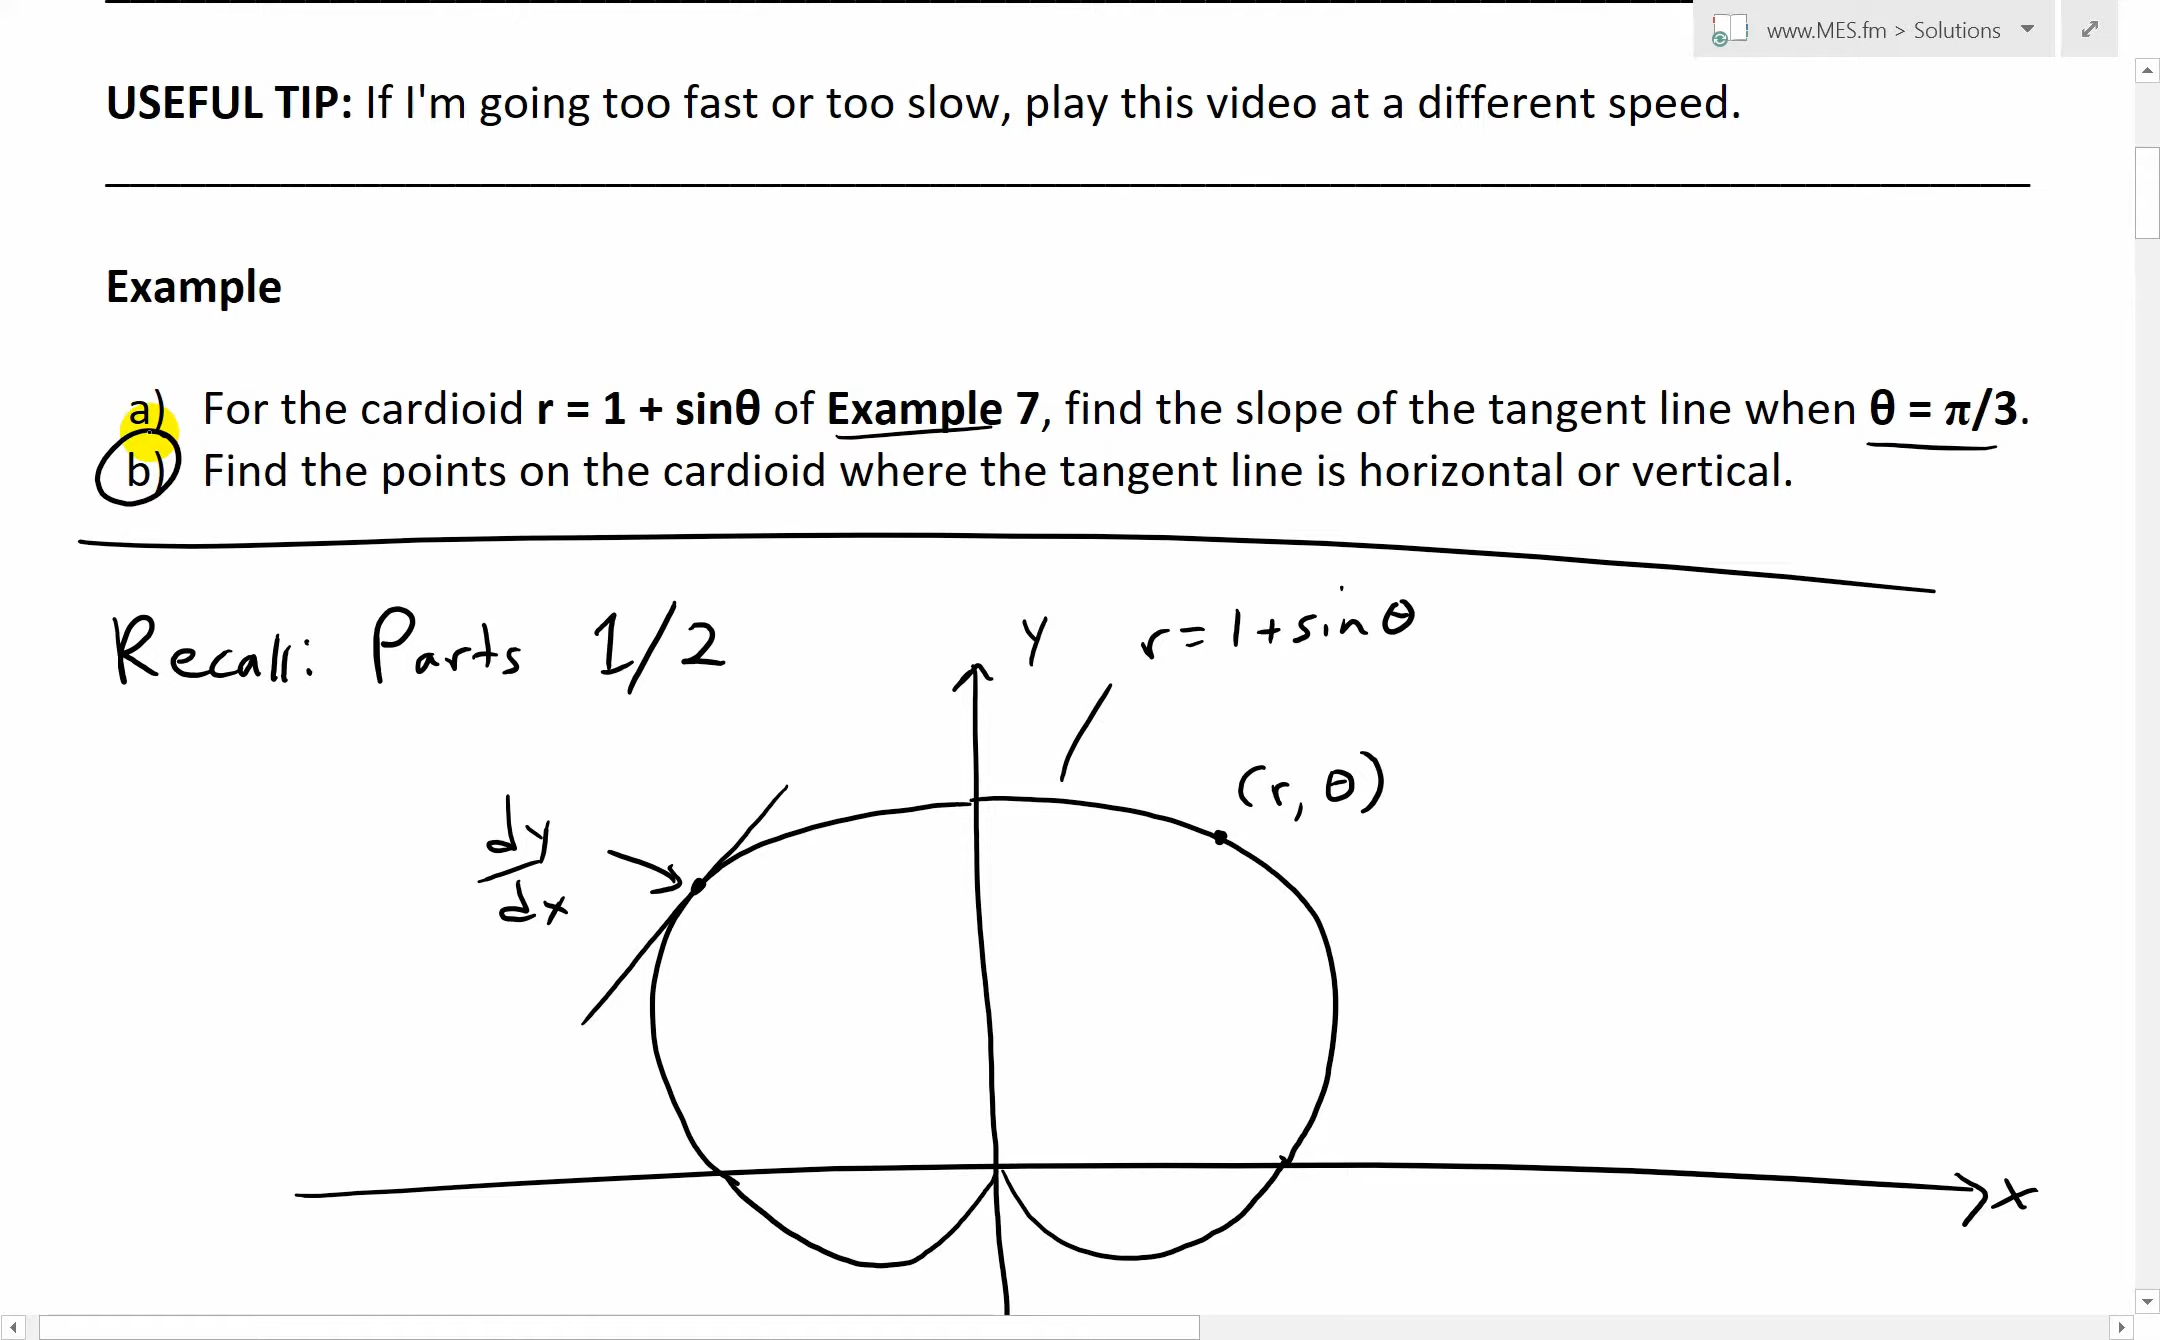 www.MES.fm > Solutions
USEFUL TIP: If I'm going too fast or too slow, play this video at a different speed.
Example
a) For the cardioid r = 1 + sinθ of Example 7, find the slope of the tangent line when θ = π/3.
b) Find the points on the cardioid where the tangent line is horizontal or vertical.
Recall: Parts 1/2
y
r = 1 + sin θ
(r, θ)
dy
dx
x